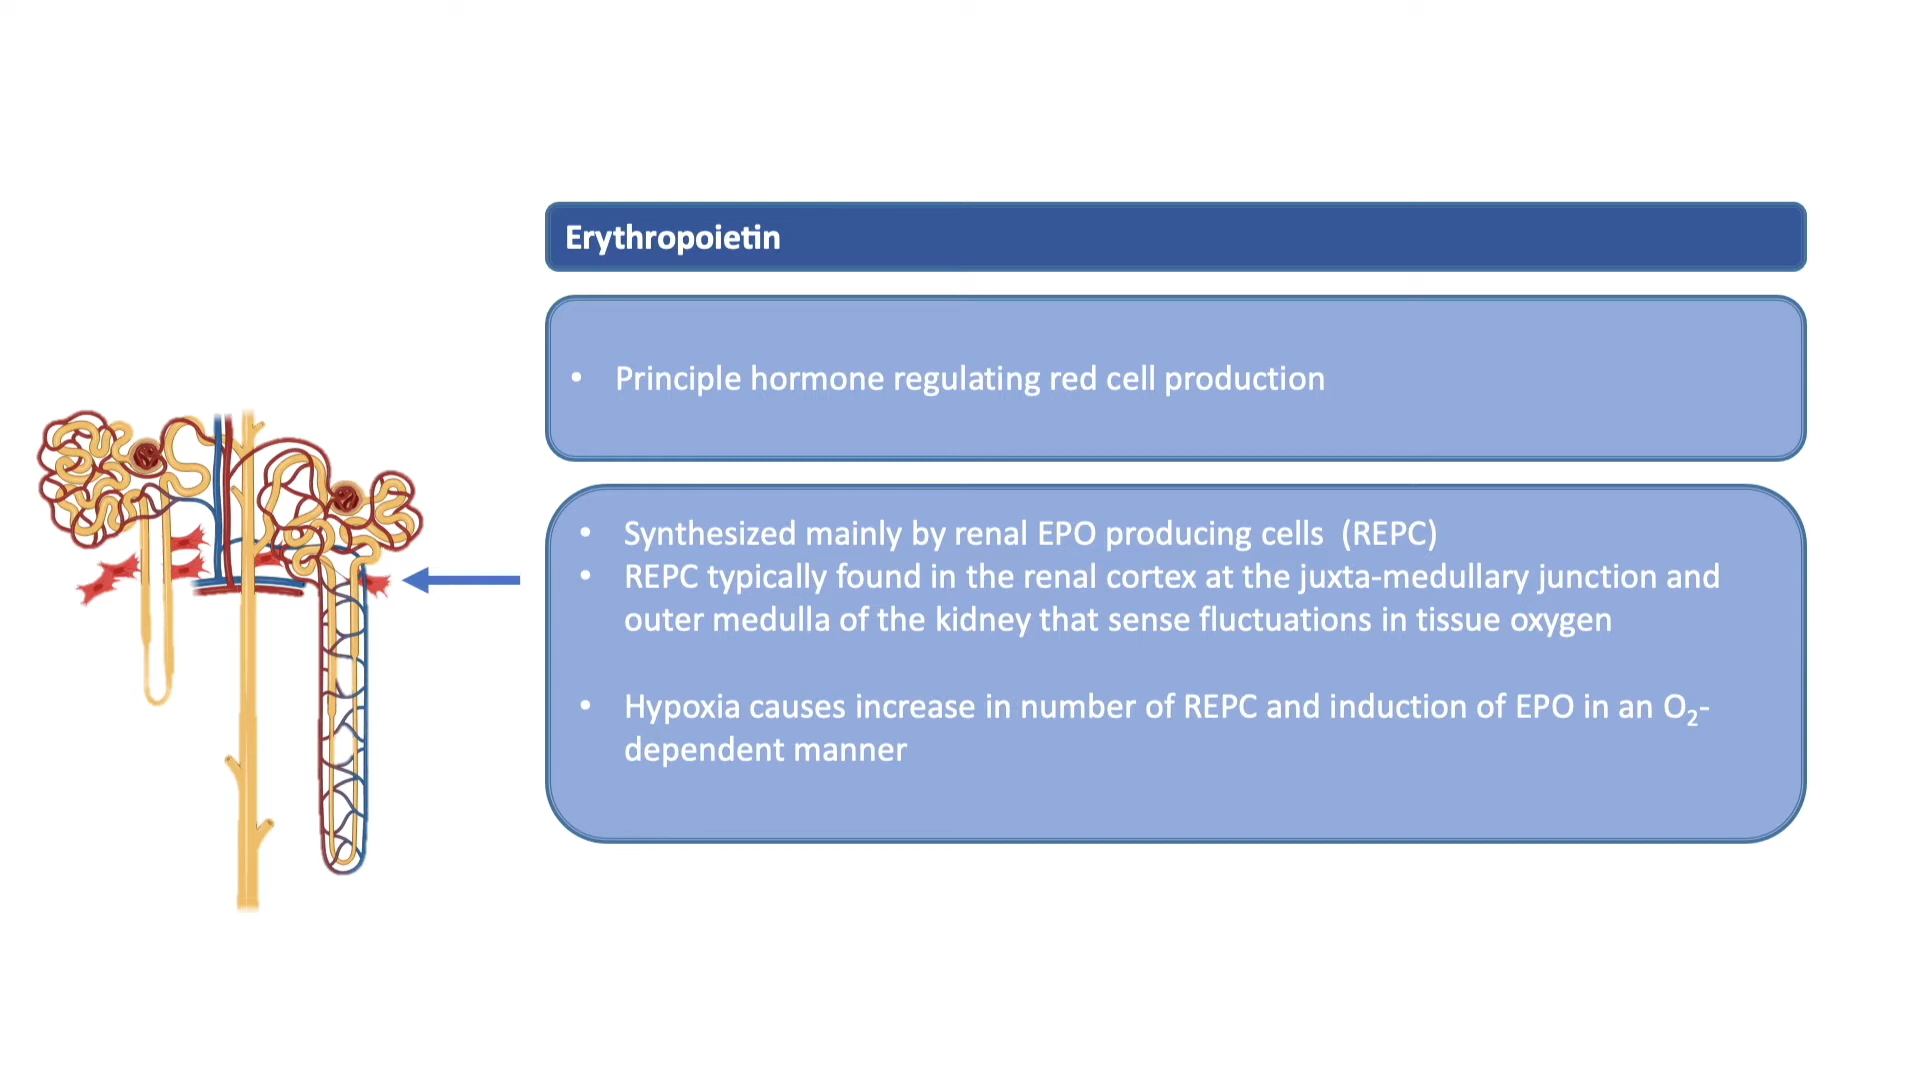 Erythropoietin
• Principle hormone regulating red cell production
• Synthesized mainly by renal EPO producing cells (REPC)
• REPC typically found in the renal cortex at the juxta-medullary junction and
outer medulla of the kidney that sense fluctuations in tissue oxygen
• Hypoxia causes increase in number of REPC and induction of EPO in an O₂-
dependent manner